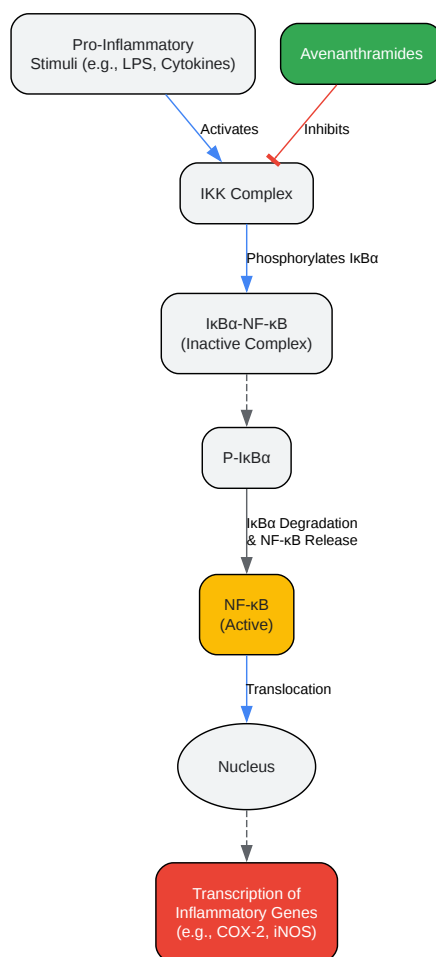 Pro-Inflammatory
Stimuli (e.g., LPS, Cytokines)
Avenanthramides
Activates
Inhibits
IKK Complex
Phosphorylates IκBα
IκBα-NF-κB
(Inactive Complex)
P-IκBα
IκBα Degradation
& NF-κB Release
NF-κB
(Active)
Translocation
Nucleus
Transcription of
Inflammatory Genes
(e.g., COX-2, iNOS)